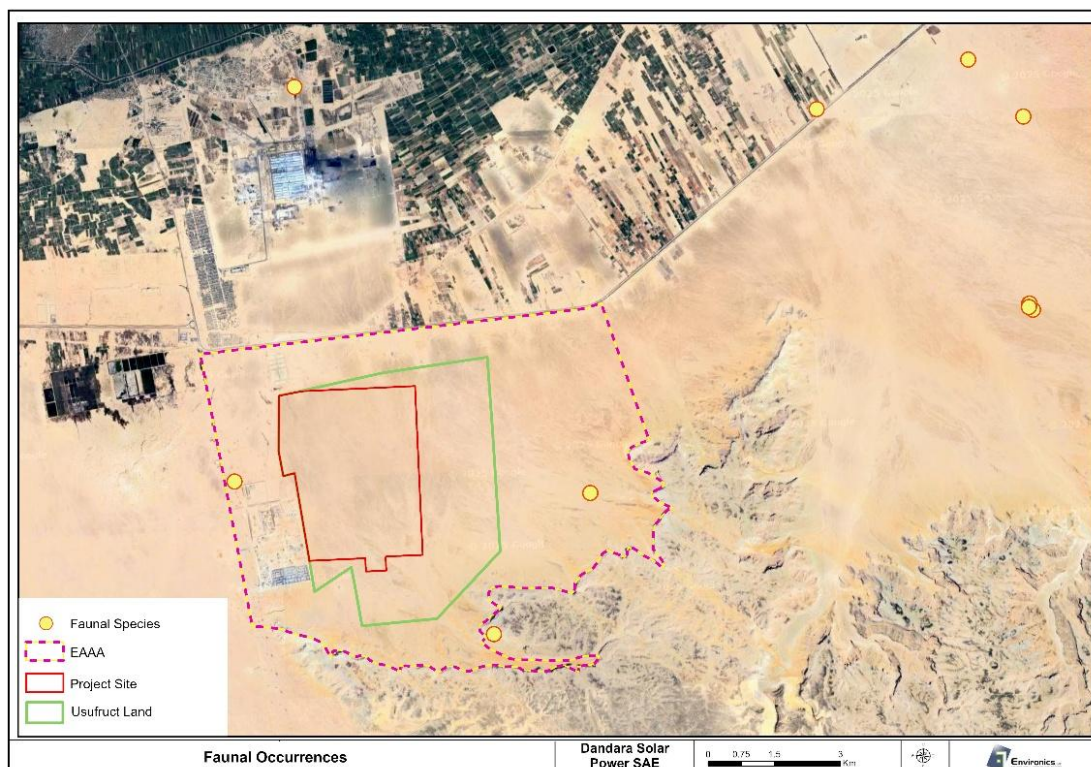 Faunal Species
EAAA
Project Site
Usufruct Land
Faunal Occurrences
Dandara Solar
Power SAE
0 0.75 1.5 3
Km
Environics